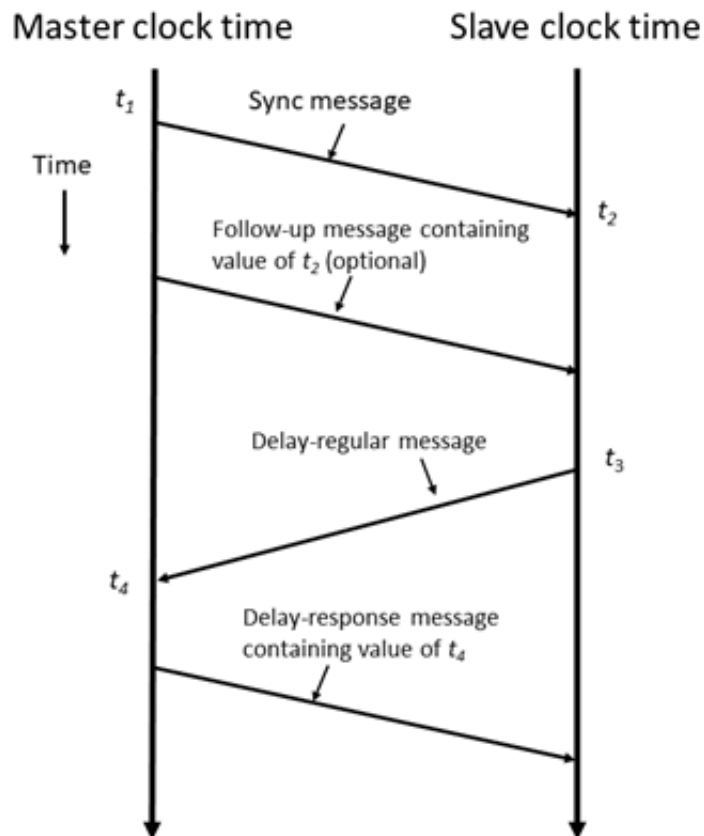 Master clock time
Slave clock time
t₁
Sync message
Time
t₂
Follow-up message containing
value of t₂ (optional)
Delay-regular message
t₃
t₄
Delay-response message
containing value of t₄